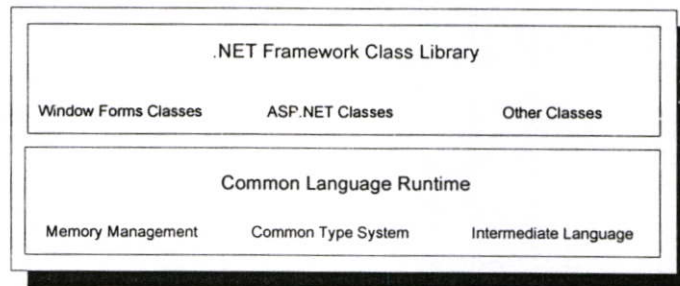 .NET Framework Class Library
Window Forms Classes ASP.NET Classes Other Classes
Common Language Runtime
Memory Management Common Type System Intermediate Language